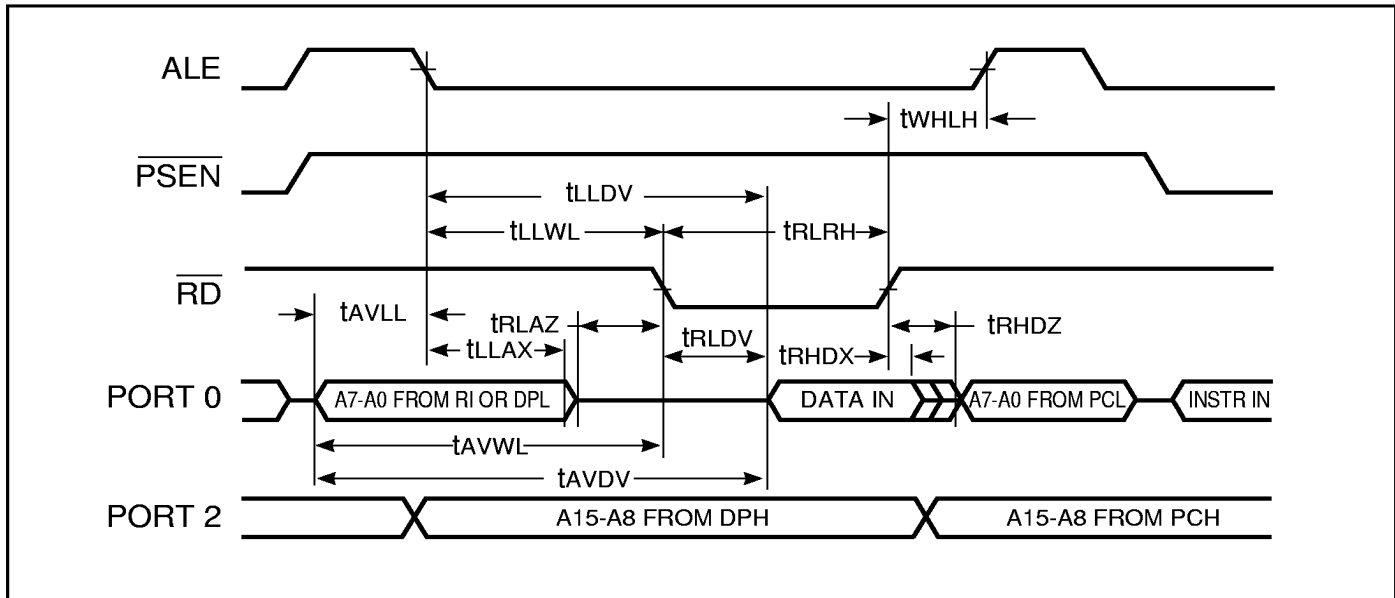 ALE
tWHLH
PSEN
tLLDV
tLLWL
tRLRH
RD
tAVLL
tRLAZ
tRLDV
tRHDZ
tLLAX
tRHDX
PORT 0
A7-A0 FROM RI OR DPL
DATA IN
A7-A0 FROM PCL
INSTR IN
tAVWL
tAVDV
PORT 2
A15-A8 FROM DPH
A15-A8 FROM PCH